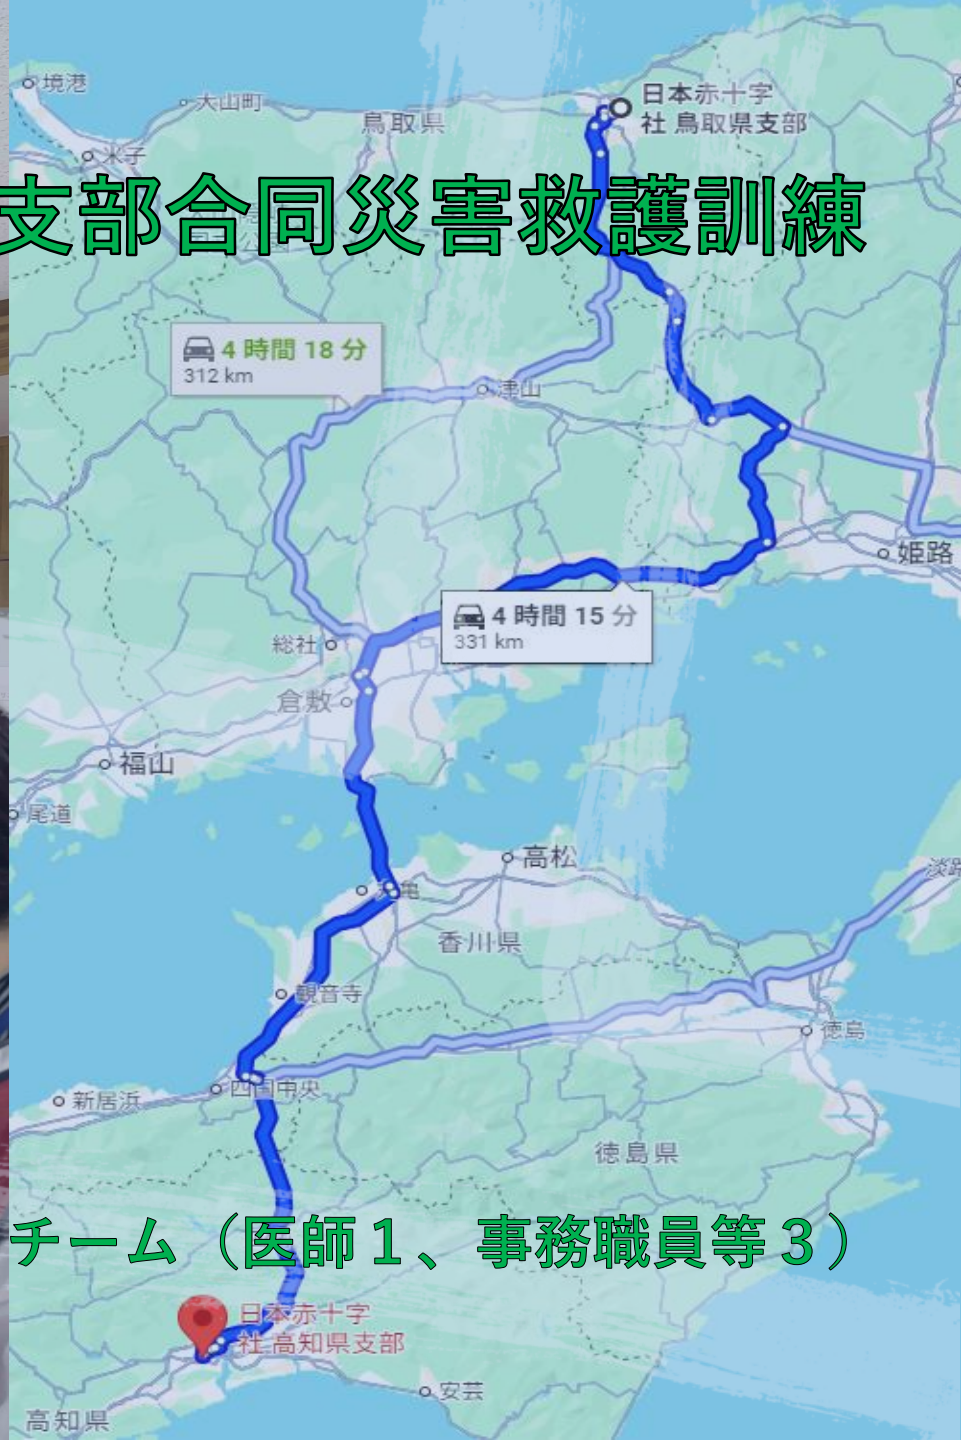 境港
大山町
鳥取県
日本赤十字
社 鳥取県支部
米子
支部合同災害救護訓練
4 時間 18 分
312 km
津山
姫路
4 時間 15 分
331 km
総社
倉敷
福山
尾道
高松
香川県
観音寺
徳島
四国中央
新居浜
徳島県
チーム（医師１、事務職員等３）
日本赤十字
社 高知県支部
安芸
高知県